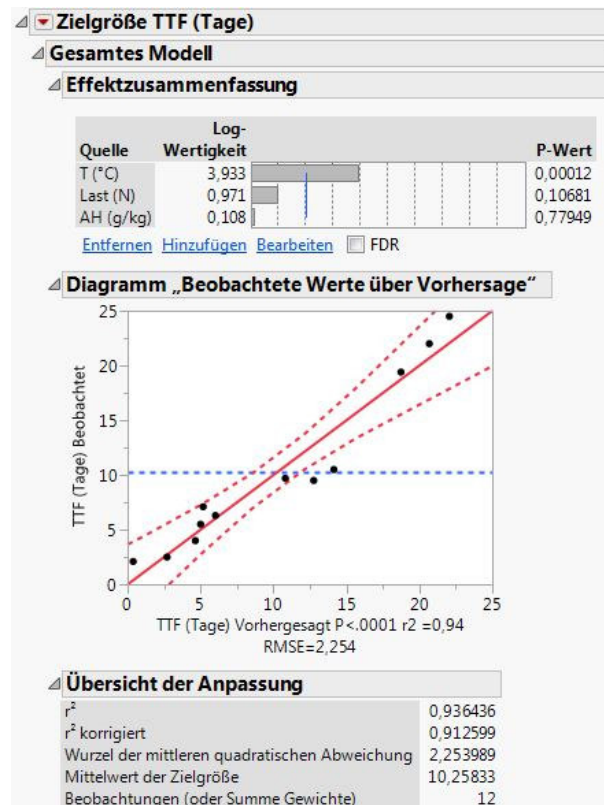 Zielgröße TTF (Tage)
Gesamtes Modell
Effektzusammenfassung
Log-
Quelle Wertigkeit P-Wert
T (°C) 3,933 0,00012
Last (N) 0,971 0,10681
AH (g/kg) 0,108 0,77949
Entfernen Hinzufügen Bearbeiten FDR
Diagramm „Beobachtete Werte über Vorhersage“
25
20
15
10
5
0
TTF (Tage) Beobachtet
0 5 10 15 20 25
TTF (Tage) Vorhergesagt P<.0001 r2 =0,94
RMSE=2,254
Übersicht der Anpassung
r² 0,936436
r² korrigiert 0,912599
Wurzel der mittleren quadratischen Abweichung 2,253989
Mittelwert der Zielgröße 10,25833
Beobachtungen (oder Summe Gewichte) 12